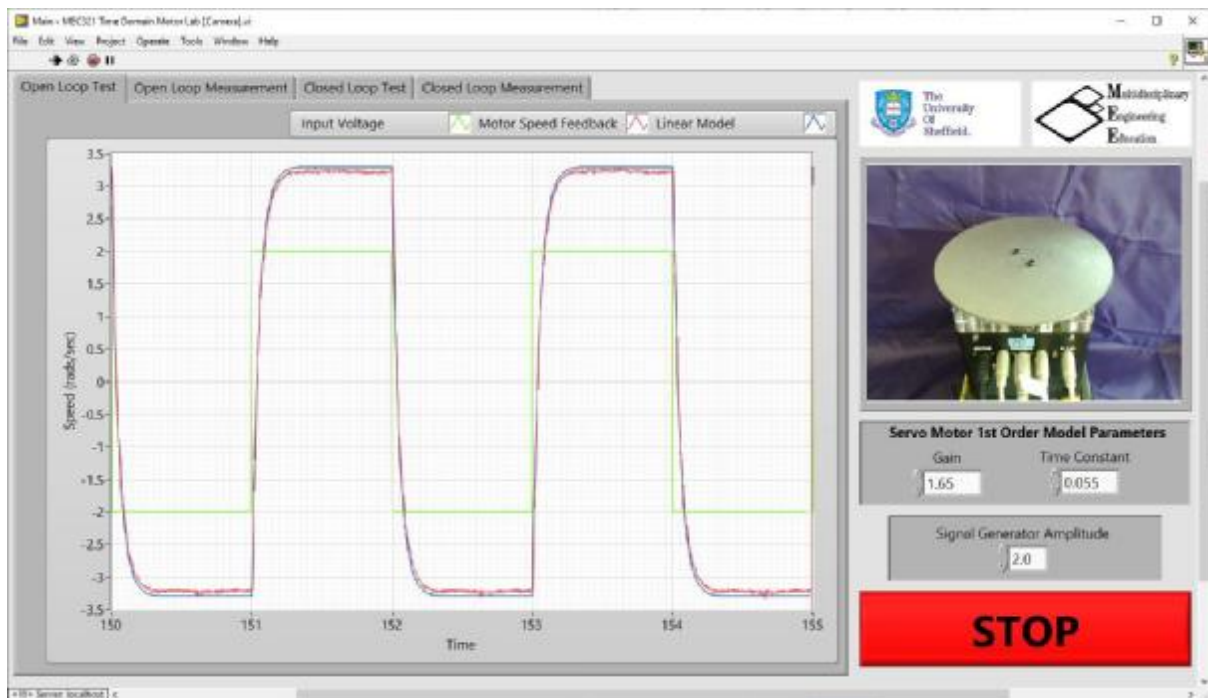 Main - MEC321 Time Domain Motor Lab [Camera].vi
File Edit View Project Operate Tools Window Help
Open Loop Test Open Loop Measurement Closed Loop Test Closed Loop Measurement
Input Voltage Motor Speed Feedback Linear Model
The
University
Of
Sheffield.
Multidisciplinary
Engineering
Education
3.5
3
2.5
2
1.5
1
0.5
0
-0.5
-1
-1.5
-2
-2.5
-3
-3.5
Speed (rads/sec)
150 151 152 153 154 155
Time
Servo Motor 1st Order Model Parameters
Gain Time Constant
1.65 0.055
Signal Generator Amplitude
2.0
STOP
Server localhost